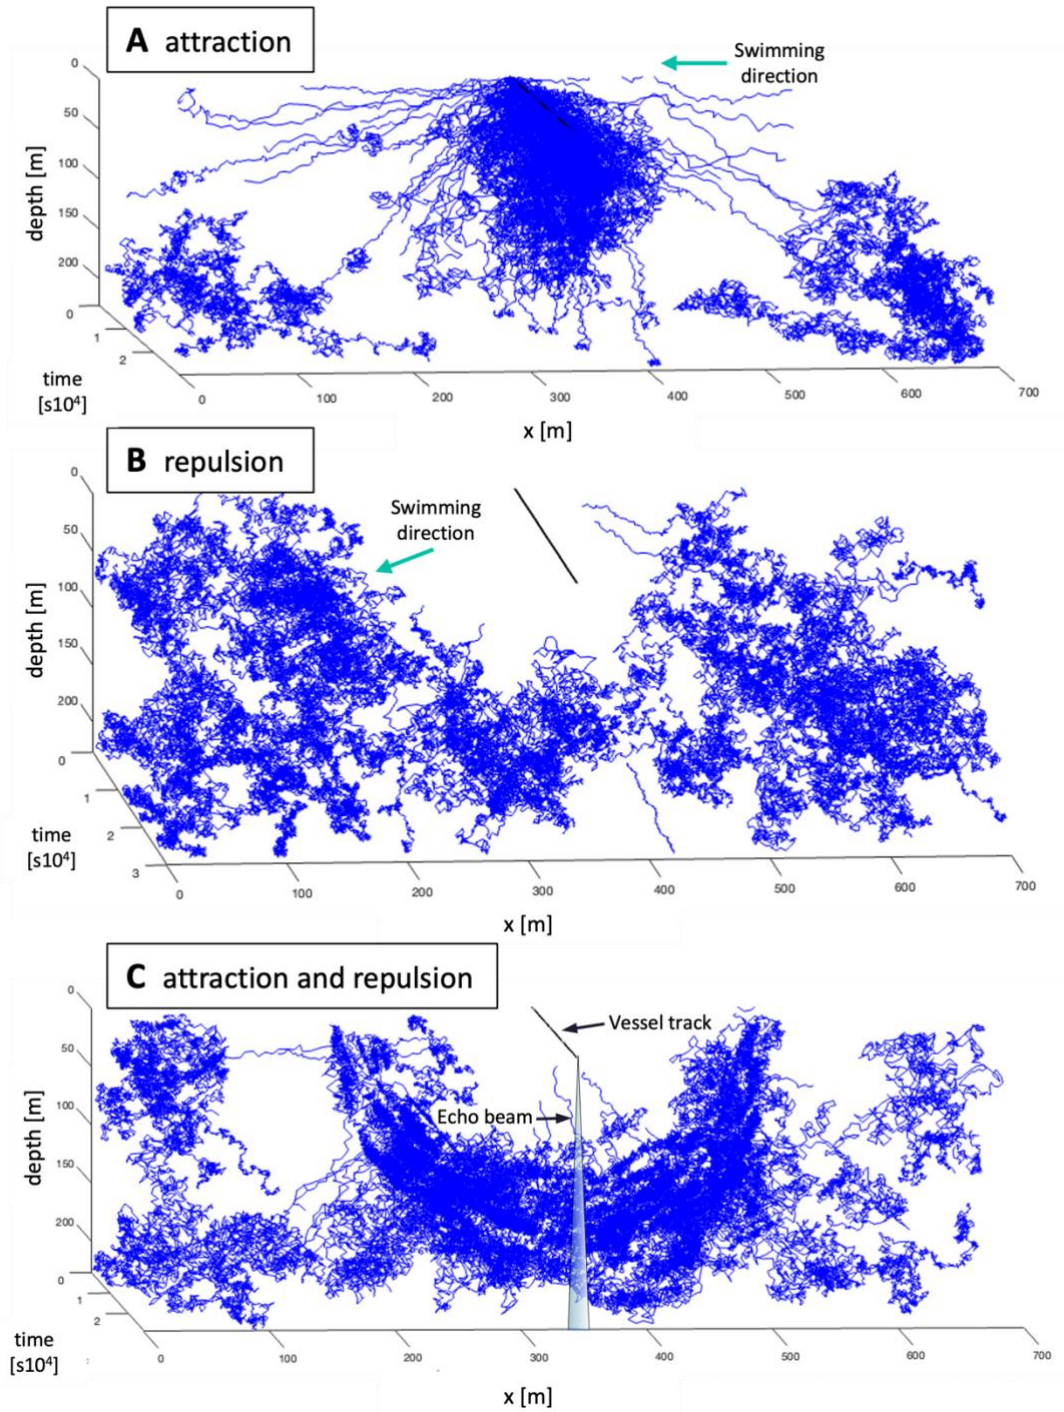 A attraction
Swimming
direction
0
50
100
150
200
depth [m]
0
1
2
time
[s10⁴]
0
100
200
300
400
500
600
700
x [m]
B repulsion
Swimming
direction
0
50
100
150
200
depth [m]
0
1
2
3
time
[s10⁴]
0
100
200
300
400
500
600
700
x [m]
C attraction and repulsion
Vessel track
Echo beam
0
50
100
150
200
depth [m]
0
1
2
time
[s10⁴]
0
100
200
300
400
500
600
700
x [m]